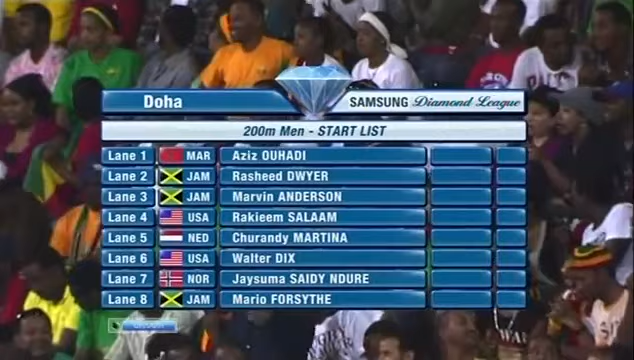 Doha
SAMSUNG Diamond League
200m Men - START LIST
Lane 1 MAR Aziz OUHADI
Lane 2 JAM Rasheed DWYER
Lane 3 JAM Marvin ANDERSON
Lane 4 USA Rakieem SALAAM
Lane 5 NED Churandy MARTINA
Lane 6 USA Walter DIX
Lane 7 NOR Jaysuma SAIDY NDURE
Lane 8 JAM Mario FORSYTHE